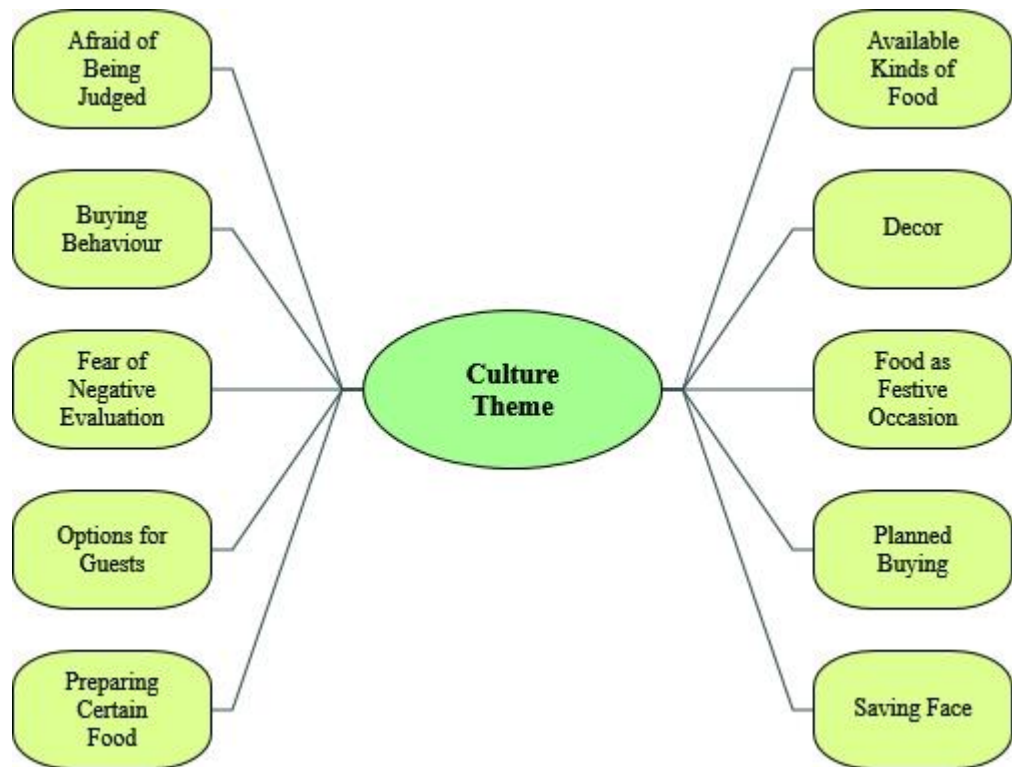 Afraid of
Being
Judged
Buying
Behaviour
Fear of
Negative
Evaluation
Options for
Guests
Preparing
Certain
Food
Culture
Theme
Available
Kinds of
Food
Decor
Food as
Festive
Occasion
Planned
Buying
Saving Face